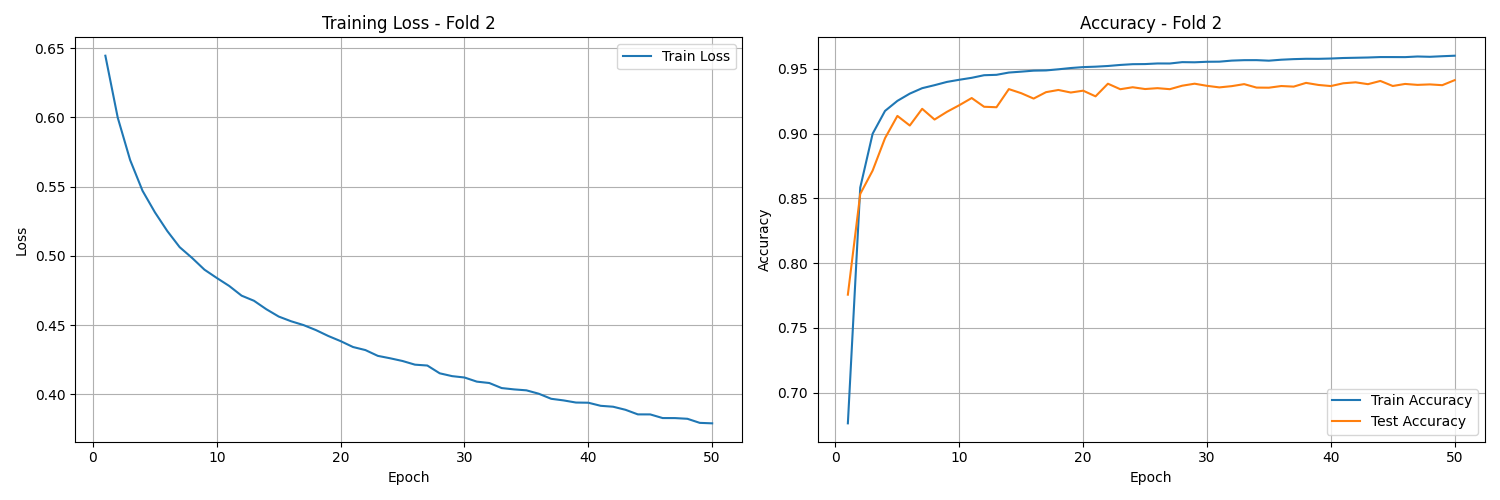 Training Loss - Fold 2
Train Loss
0.65
0.60
0.55
0.50
0.45
0.40
Loss
0 10 20 30 40 50
Epoch
Accuracy - Fold 2
0.95
0.90
0.85
0.80
0.75
0.70
Accuracy
Train Accuracy
Test Accuracy
0 10 20 30 40 50
Epoch